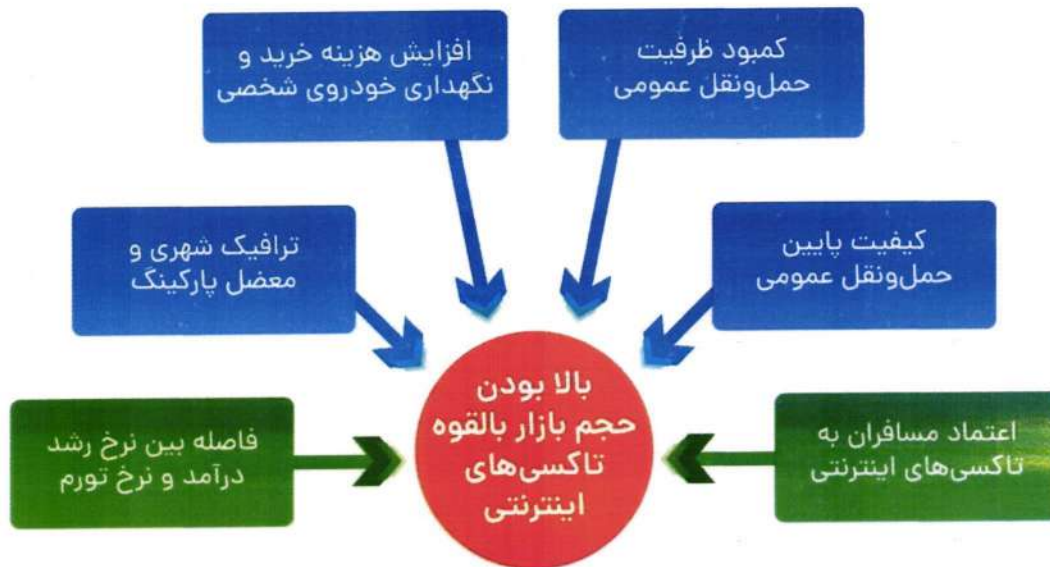 کمبود ظرفیت
حمل‌ونقل عمومی
افزایش هزینه خرید و
نگهداری خودروی شخصی
کیفیت پایین
حمل‌ونقل عمومی
ترافیک شهری و
معضل پارکینگ
بالا بودن
حجم بازار بالقوه
تاکسی‌های
اینترنتی
اعتماد مسافران به
تاکسی‌های اینترنتی
فاصله بین نرخ رشد
درآمد و نرخ تورم